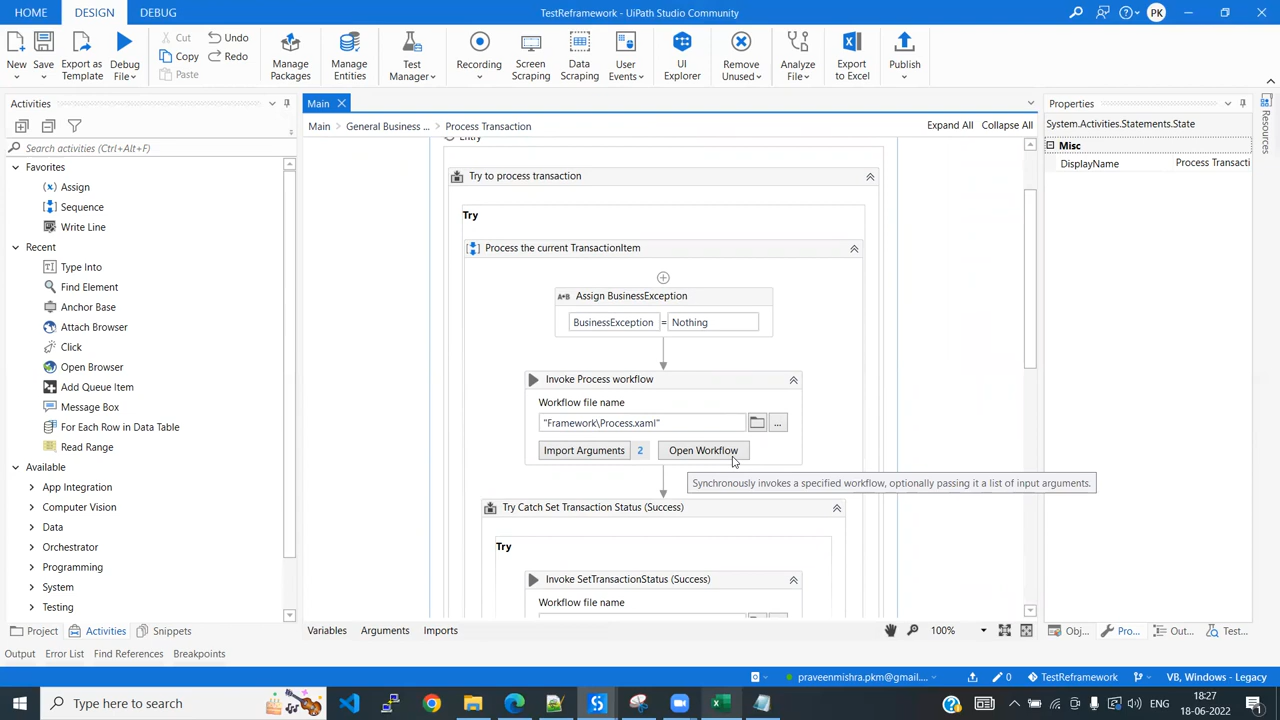 HOME DESIGN DEBUG TestReframework - UiPath Studio Community PK
New Save Export as Template Debug File Cut Copy Paste Undo Redo Manage Packages Manage Entities Test Manager Recording Screen Scraping Data Scraping User Events UI Explorer Remove Unused Analyze File Export to Excel Publish
Activities
Search activities (Ctrl+Alt+F)
Favorites
Assign
Sequence
Write Line
Recent
Type Into
Find Element
Anchor Base
Attach Browser
Click
Open Browser
Add Queue Item
Message Box
For Each Row in Data Table
Read Range
Available
App Integration
Computer Vision
Data
Orchestrator
Programming
System
Testing
Project Activities Snippets
Main
Main General Business ... Process Transaction Expand All Collapse All
Entry
Try to process transaction
Try
Process the current TransactionItem
A+B Assign BusinessException
BusinessException = Nothing
Invoke Process workflow
Workflow file name
"Framework\Process.xaml" ...
Import Arguments 2 Open Workflow
Synchronously invokes a specified workflow, optionally passing it a list of input arguments.
Try Catch Set Transaction Status (Success)
Try
Invoke SetTransactionStatus (Success)
Workflow file name
Variables Arguments Imports 100%
Properties
System.Activities.Statements.State
Misc
DisplayName Process Transacti
Resources
Obj... Pro... Out... Test...
Output Error List Find References Breakpoints
praveenmishra.pkm@gmail.... 0 TestReframework VB, Windows - Legacy
Type here to search
18:27
18-06-2022
1